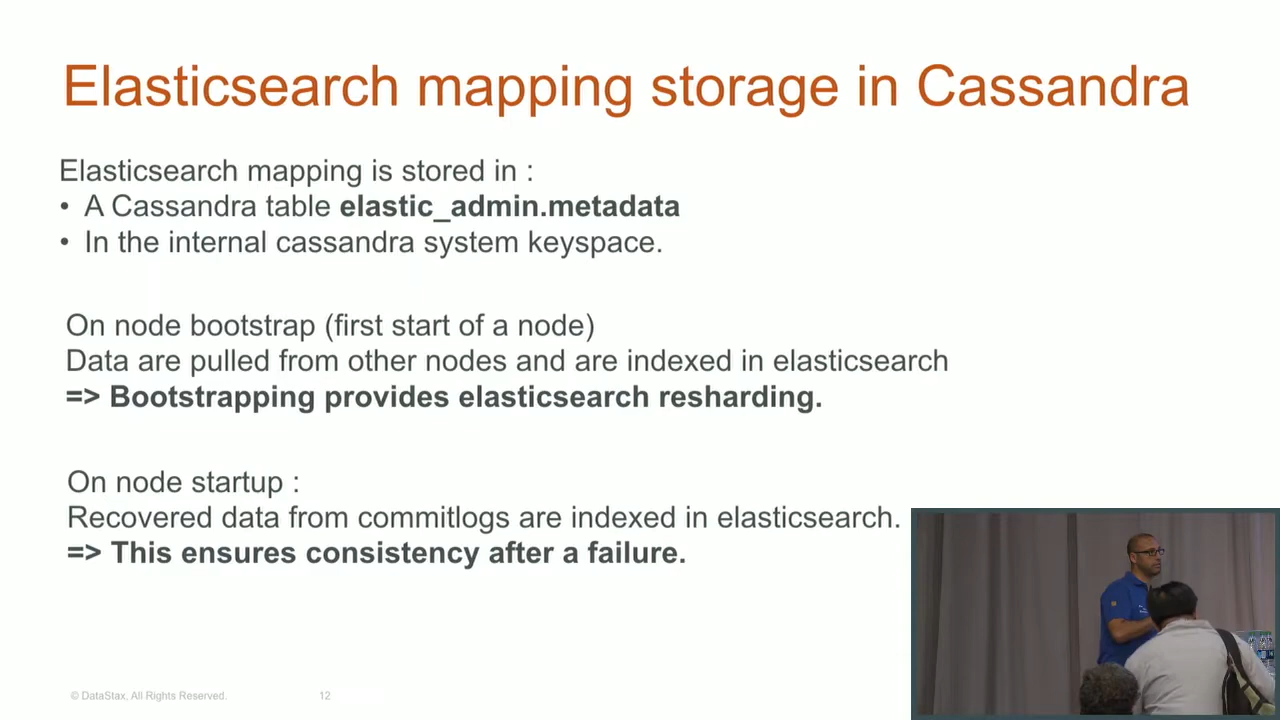 Elasticsearch mapping storage in Cassandra
Elasticsearch mapping is stored in :
• A Cassandra table elastic_admin.metadata
• In the internal cassandra system keyspace.
On node bootstrap (first start of a node)
Data are pulled from other nodes and are indexed in elasticsearch
=> Bootstrapping provides elasticsearch resharding.
On node startup :
Recovered data from commitlogs are indexed in elasticsearch.
=> This ensures consistency after a failure.
© DataStax, All Rights Reserved.
12